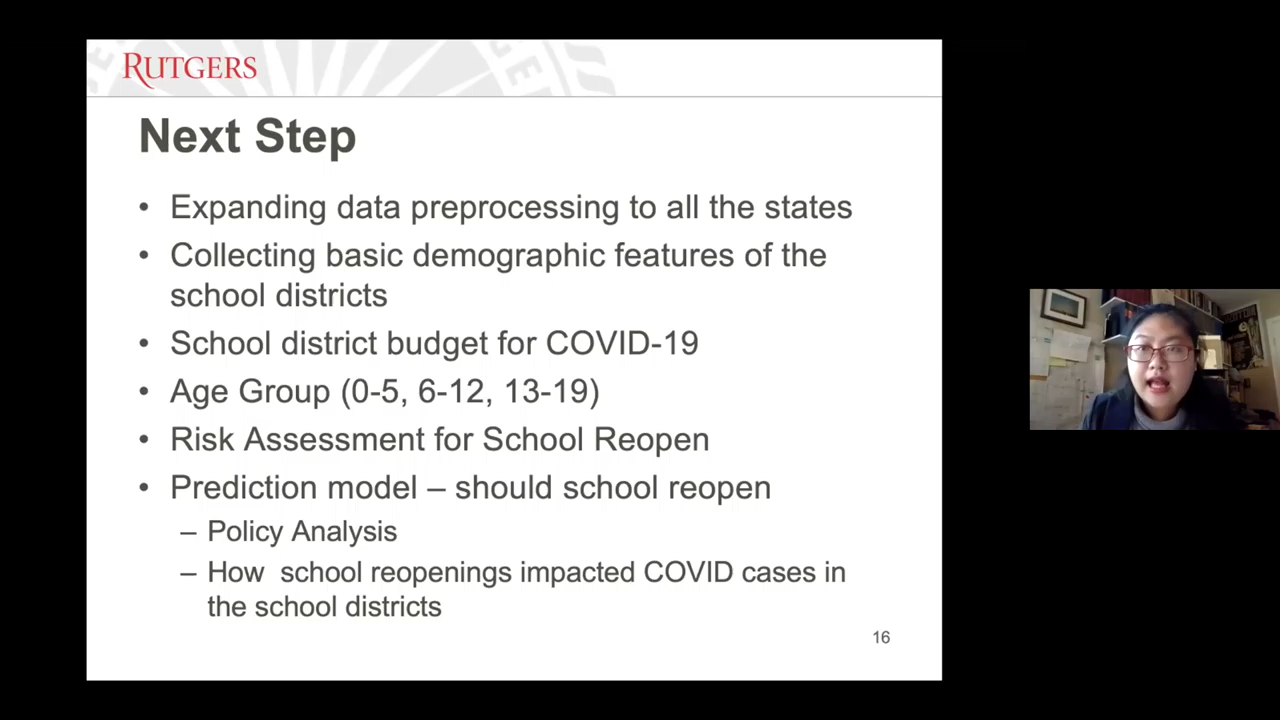 RUTGERS
Next Step
• Expanding data preprocessing to all the states
• Collecting basic demographic features of the
school districts
• School district budget for COVID-19
• Age Group (0-5, 6-12, 13-19)
• Risk Assessment for School Reopen
• Prediction model – should school reopen
– Policy Analysis
– How  school reopenings impacted COVID cases in
the school districts
16